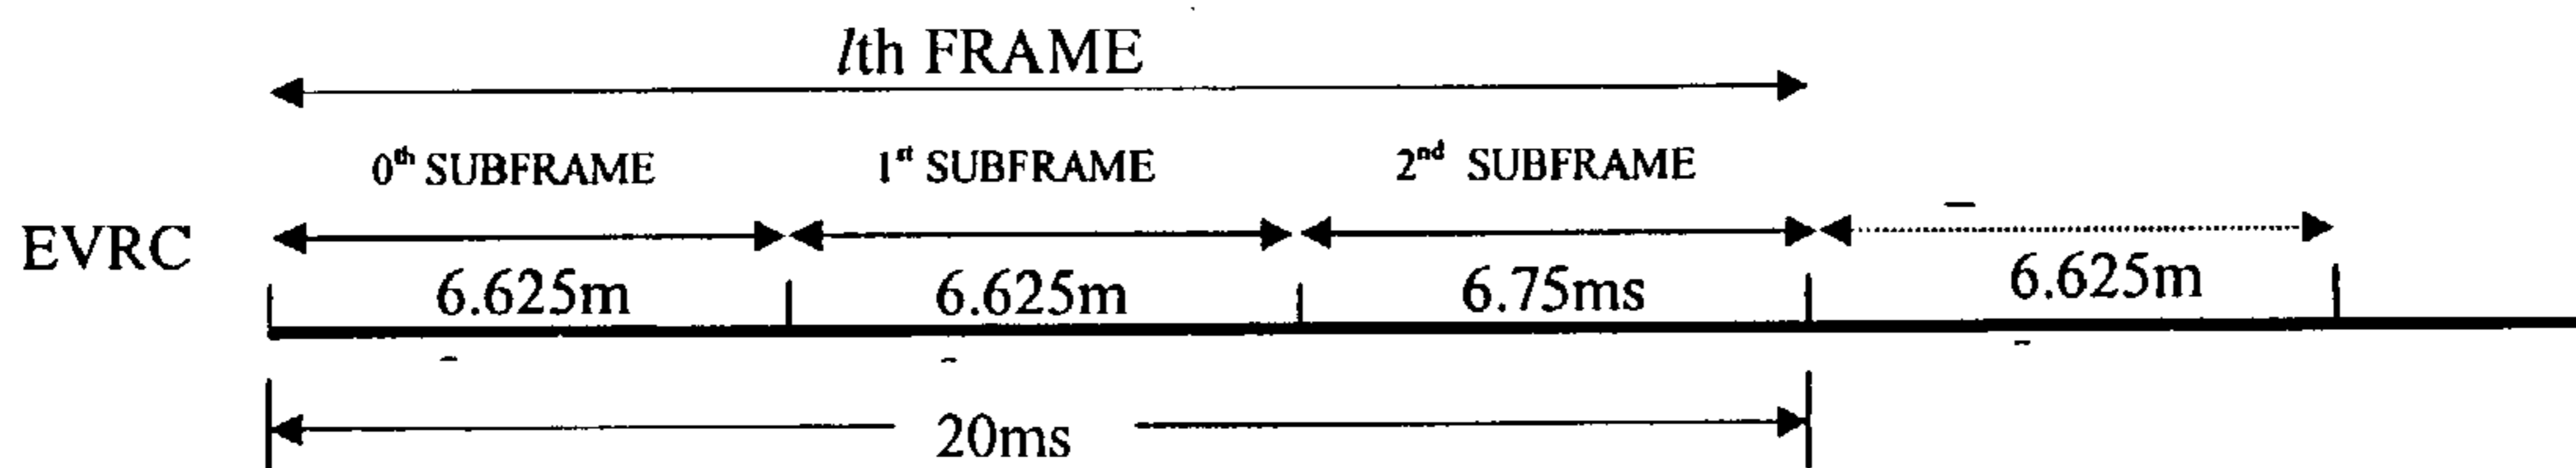 lth FRAME
0th SUBFRAME 1st SUBFRAME 2nd SUBFRAME
EVRC
6.625m 6.625m 6.75ms 6.625m
20ms